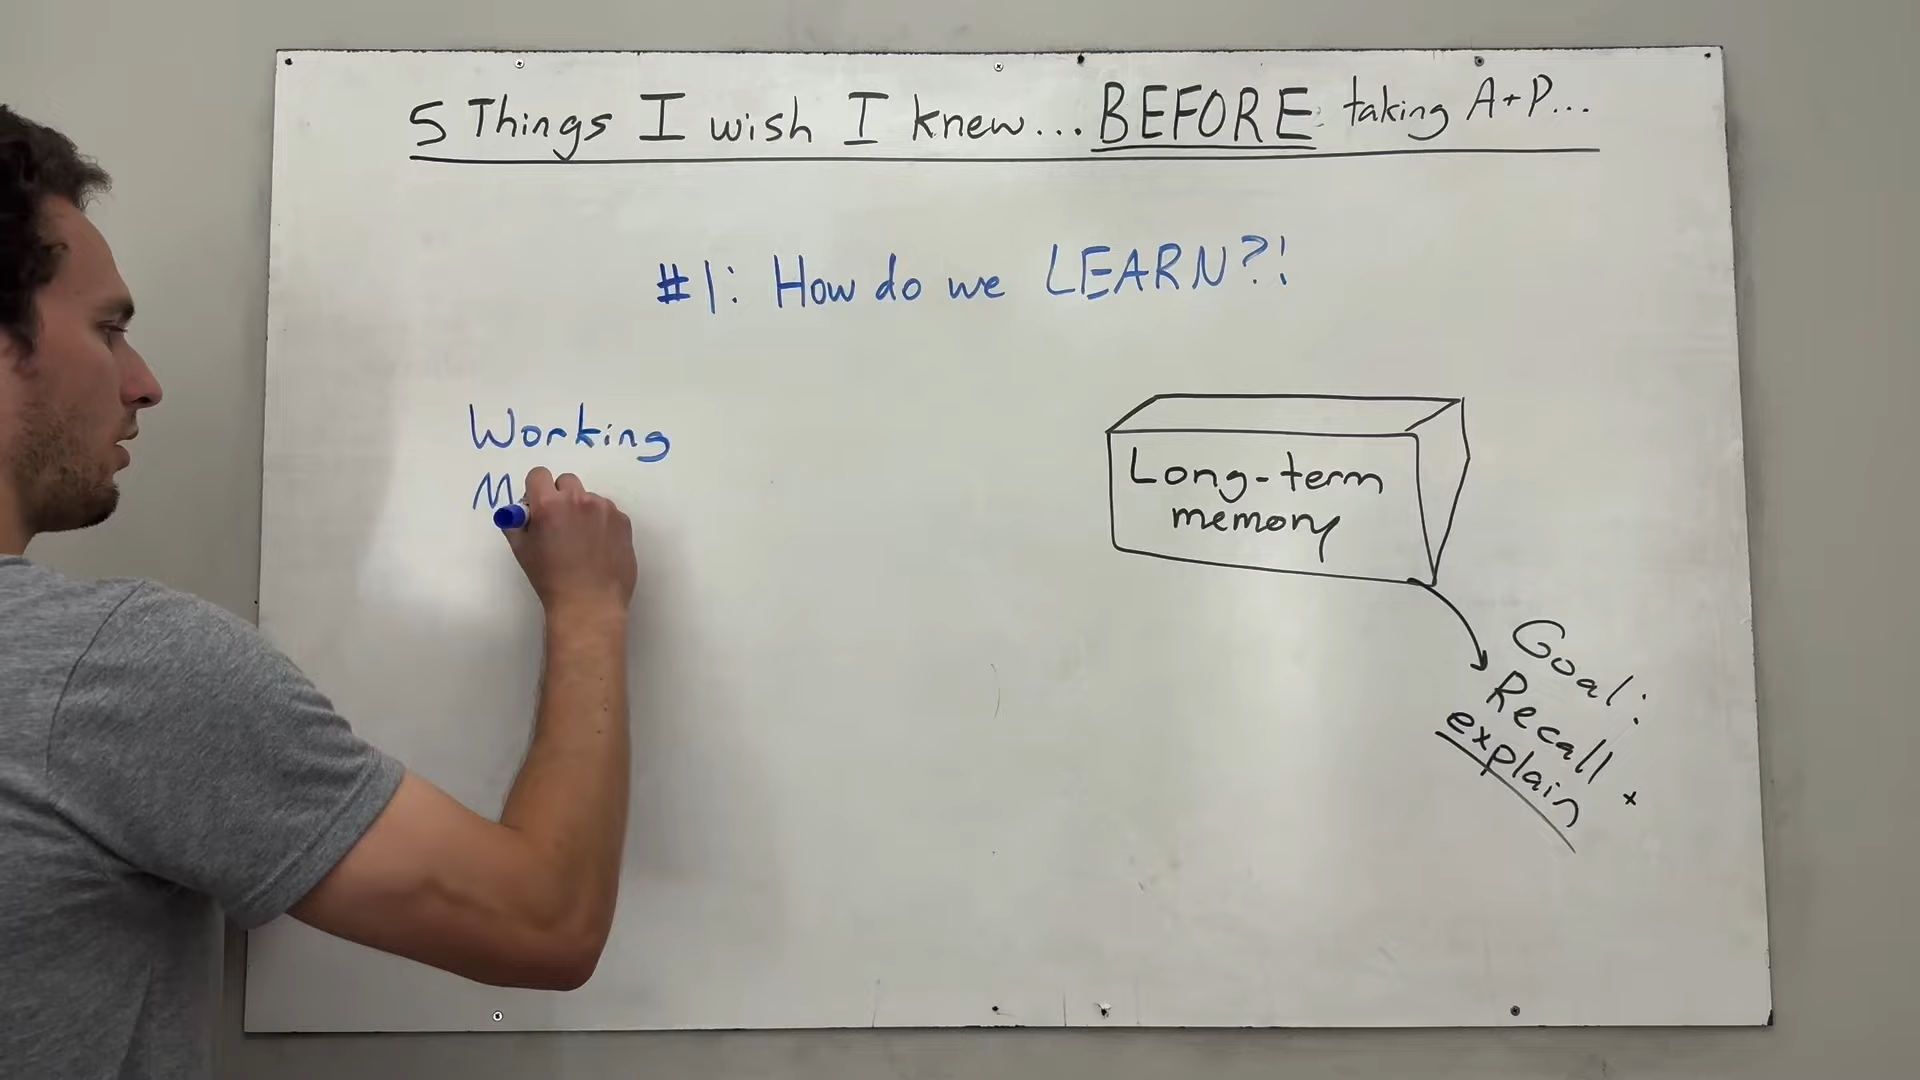 5 Things I wish I knew... BEFORE taking A+P...
#1: How do we LEARN?!
Working
Long-term
memory
Goal:
Recall +
explain